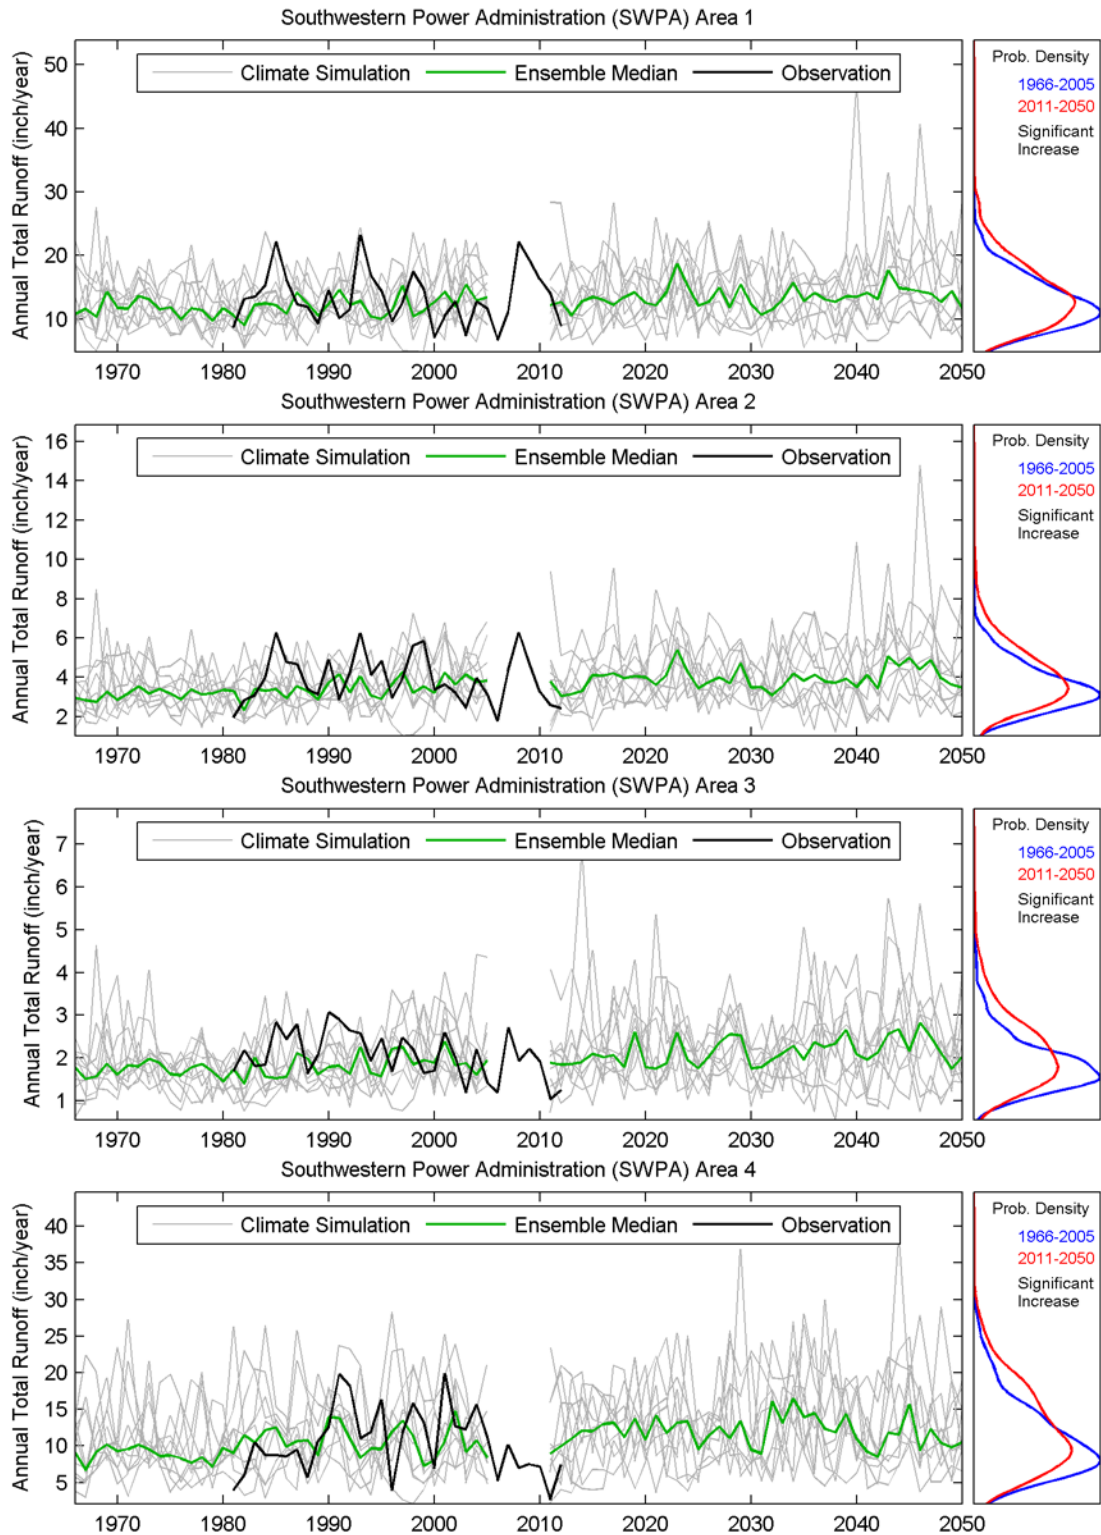 Southwestern Power Administration (SWPA) Area 1
Annual Total Runoff (inch/year)
50
40
30
20
10
Climate Simulation Ensemble Median Observation
1970 1980 1990 2000 2010 2020 2030 2040 2050
Prob. Density
1966-2005
2011-2050
Significant
Increase
Southwestern Power Administration (SWPA) Area 2
Annual Total Runoff (inch/year)
16
14
12
10
8
6
4
2
Climate Simulation Ensemble Median Observation
1970 1980 1990 2000 2010 2020 2030 2040 2050
Prob. Density
1966-2005
2011-2050
Significant
Increase
Southwestern Power Administration (SWPA) Area 3
Annual Total Runoff (inch/year)
7
6
5
4
3
2
1
Climate Simulation Ensemble Median Observation
1970 1980 1990 2000 2010 2020 2030 2040 2050
Prob. Density
1966-2005
2011-2050
Significant
Increase
Southwestern Power Administration (SWPA) Area 4
Annual Total Runoff (inch/year)
40
35
30
25
20
15
10
5
Climate Simulation Ensemble Median Observation
1970 1980 1990 2000 2010 2020 2030 2040 2050
Prob. Density
1966-2005
2011-2050
Significant
Increase